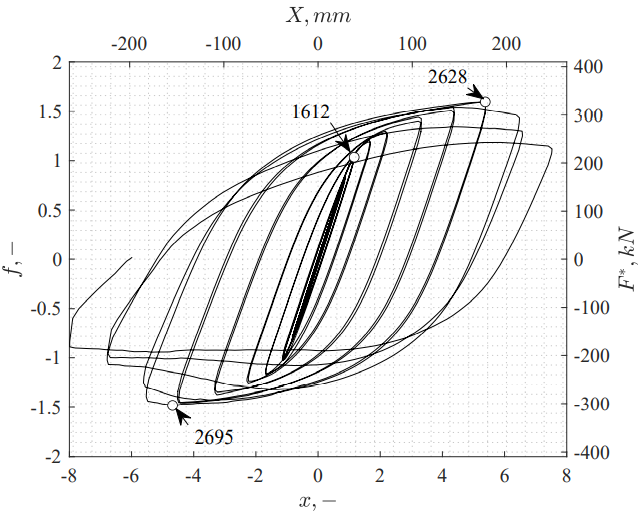 X, mm
-200 -100 0 100 200
2 400
2628
1.5 300
1612
1 200
0.5 100
0 0
f, – F*, kN
-0.5 -100
-1 -200
-1.5 -300
2695
-2 -400
-8 -6 -4 -2 0 2 4 6 8
x, –